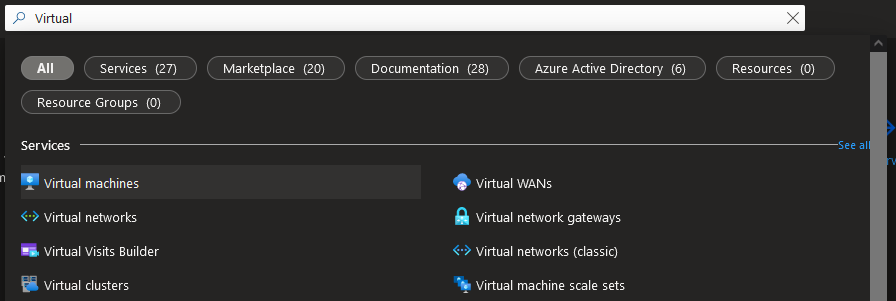 Virtual
All
Services (27)
Marketplace (20)
Documentation (28)
Azure Active Directory (6)
Resources (0)
Resource Groups (0)
Services
See all
Virtual machines
Virtual WANs
Virtual networks
Virtual network gateways
Virtual Visits Builder
Virtual networks (classic)
Virtual clusters
Virtual machine scale sets